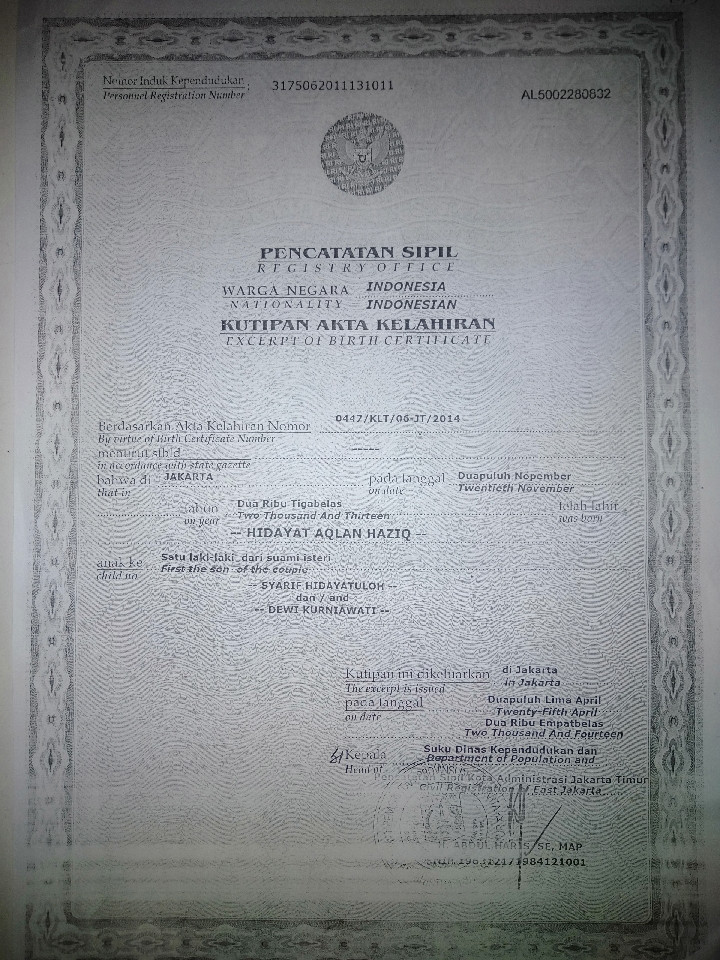 Nomor Induk Kependudukan : 3175062011131011
Personnel Registration Number
AL5002280832
PENCATATAN SIPIL
REGISTRY OFFICE
WARGA NEGARA INDONESIA
NATIONALITY INDONESIAN
KUTIPAN AKTA KELAHIRAN
EXCERPT OF BIRTH CERTIFICATE
Berdasarkan Akta Kelahiran Nomor 0447/KLT/06-JT/2014
By virtue of Birth Certificate Number
menurut stbld -----
in accordance with state gazette
bahwa di JAKARTA pada tanggal Duapuluh Nopember
that in on date Twentieth November
tahun Dua Ribu Tigabelas telah lahir
on year Two Thousand And Thirteen was born
-- HIDAYAT AQLAN HAZIQ --
anak ke Satu laki-laki, dari suami-isteri
child no First the son of the couple
-- SYARIF HIDAYATULOH --
dan / and
-- DEWI KURNIAWATI --
Kutipan ini dikeluarkan di Jakarta
The excerpt is issued in Jakarta
pada tanggal Duapuluh Lima April
on date Twenty-Fifth April
Dua Ribu Empatbelas
Two Thousand And Fourteen
Kepala Suku Dinas Kependudukan dan
Head of Department of Population and
Sipil Kota Administrasi Jakarta Timur
Civil Registration of East Jakarta
ABDUL HARIS, SE, MAP